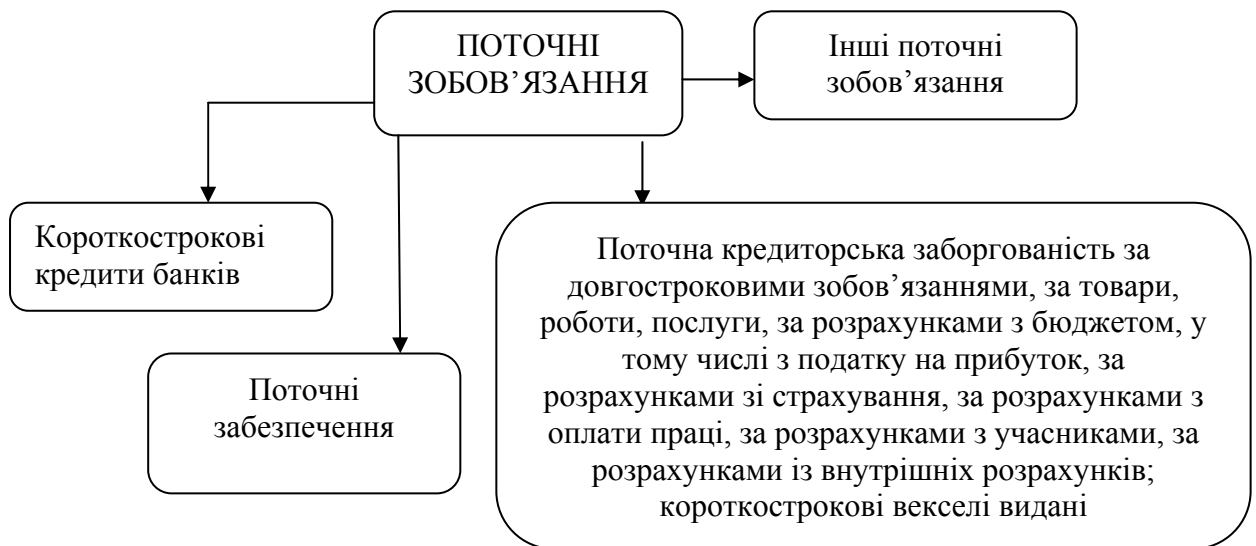 ПОТОЧНІ
ЗОБОВ’ЯЗАННЯ
Інші поточні
зобов’язання
Короткострокові
кредити банків
Поточна кредиторська заборгованість за
довгостроковими зобов’язаннями, за товари,
роботи, послуги, за розрахунками з бюджетом, у
тому числі з податку на прибуток, за
розрахунками зі страхування, за розрахунками з
оплати праці, за розрахунками з учасниками, за
розрахунками із внутрішніх розрахунків;
короткострокові векселі видані
Поточні
забезпечення